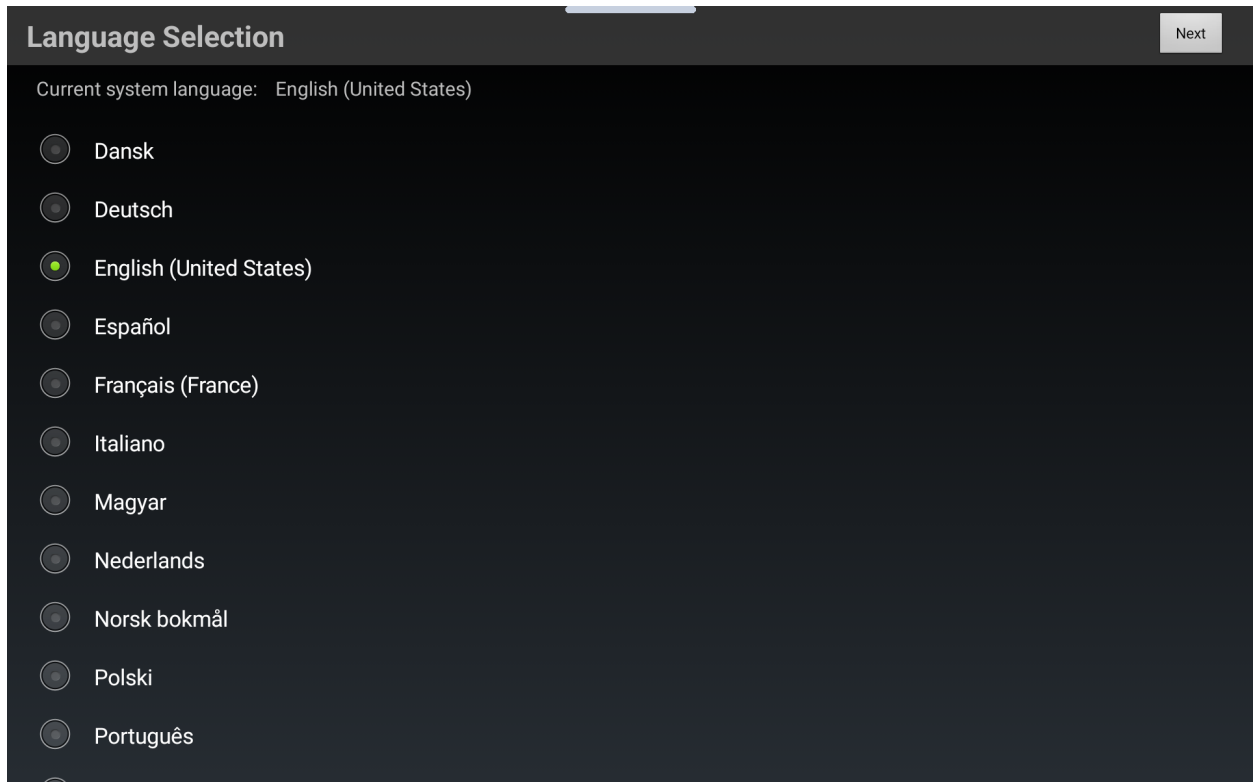 Language Selection
Next
Current system language: English (United States)
Dansk
Deutsch
English (United States)
Español
Français (France)
Italiano
Magyar
Nederlands
Norsk bokmål
Polski
Português